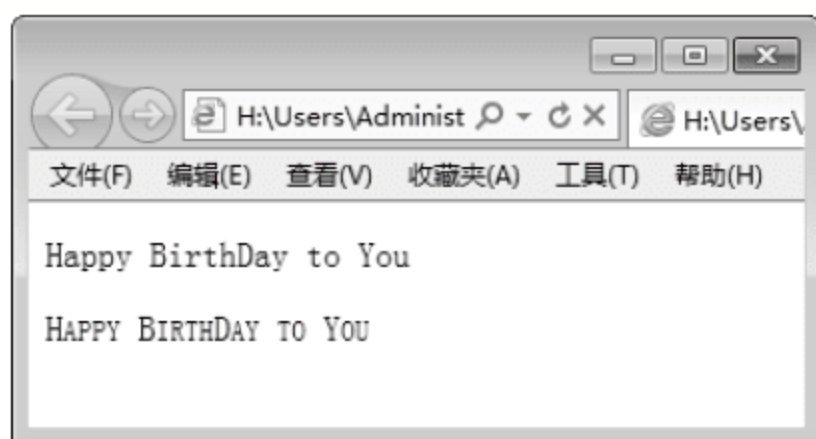 H:\Users\Administ
H:\Users\
文件(F) 编辑(E) 查看(V) 收藏夹(A) 工具(T) 帮助(H)
Happy BirthDay to You
HAPPY BIRTHDAY TO YOU